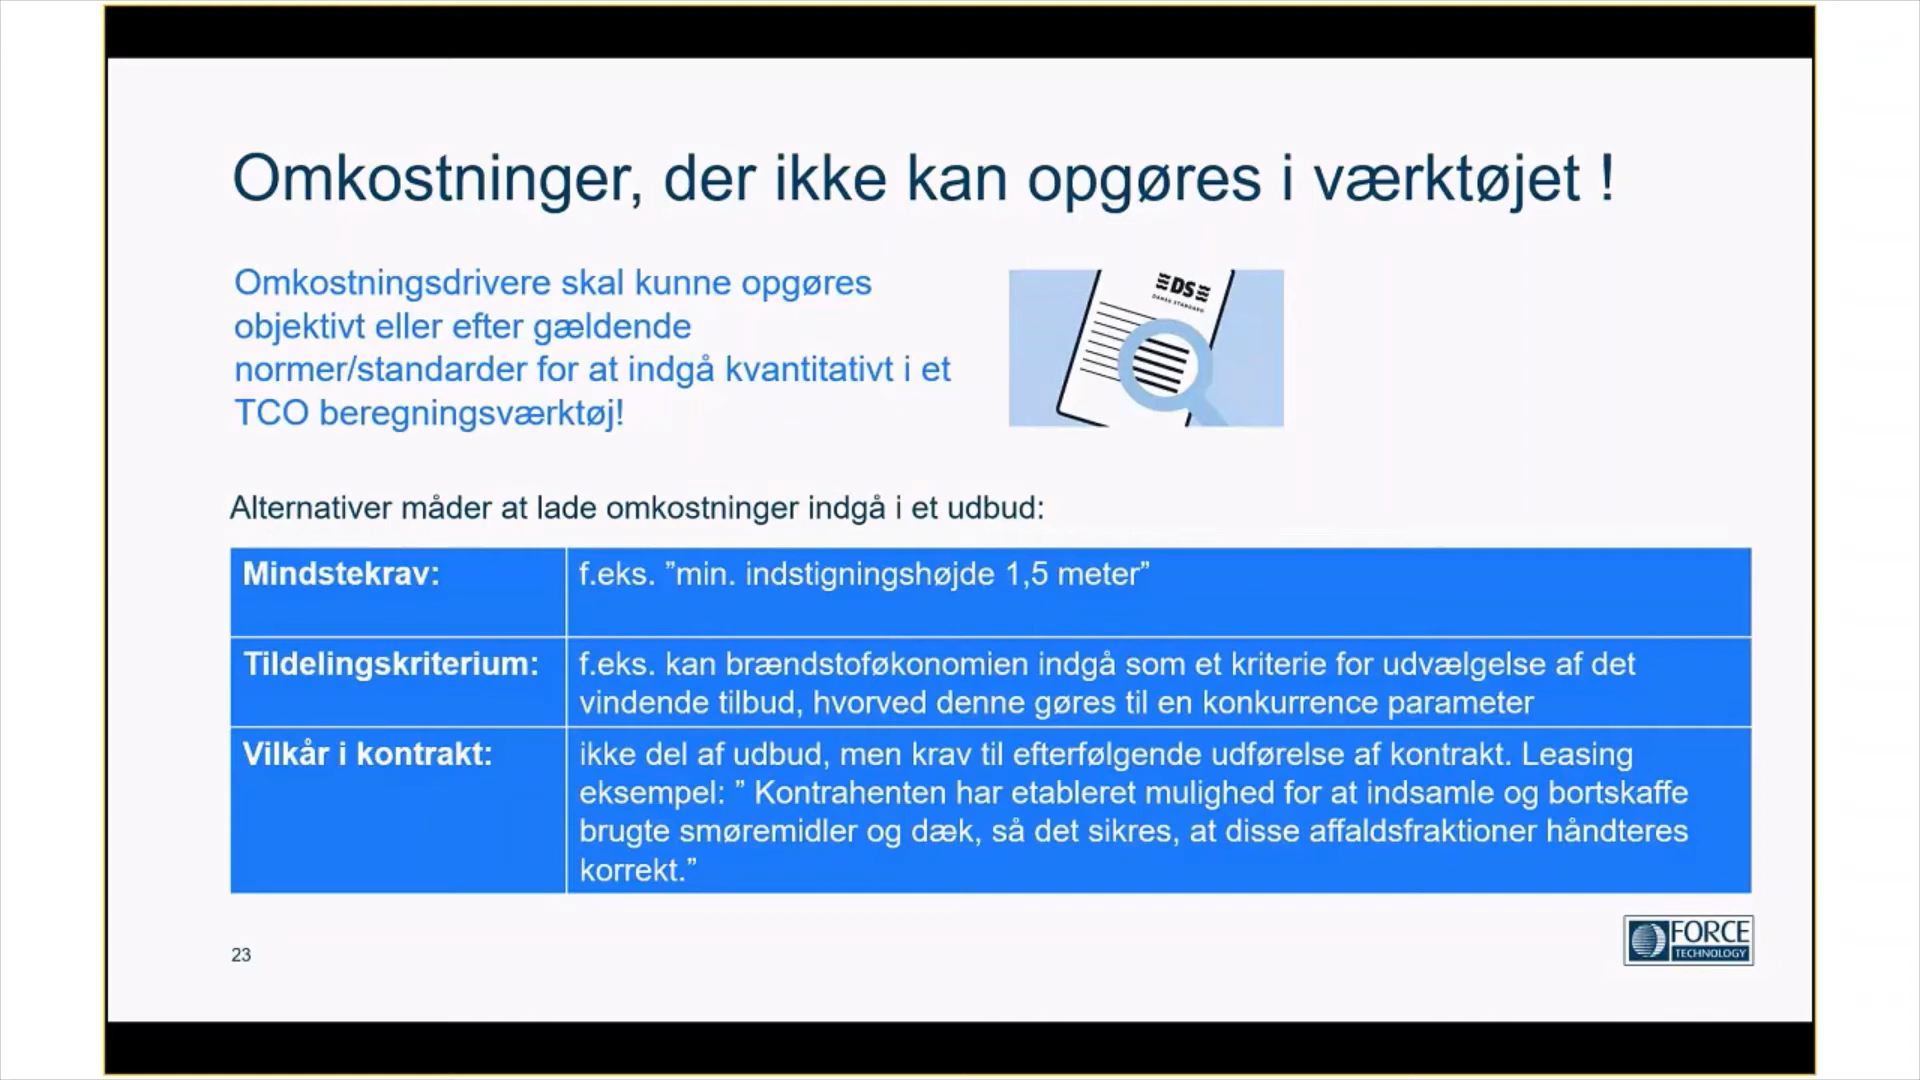 Omkostninger, der ikke kan opgøres i værktøjet !
Omkostningsdrivere skal kunne opgøres
objektivt eller efter gældende
normer/standarder for at indgå kvantitativt i et
TCO beregningsværktøj!
DS
DANSK STANDARD
Alternativer måder at lade omkostninger indgå i et udbud:
Mindstekrav:
f.eks. ”min. indstigningshøjde 1,5 meter”
Tildelingskriterium:
f.eks. kan brændstoføkonomien indgå som et kriterie for udvælgelse af det
vindende tilbud, hvorved denne gøres til en konkurrence parameter
Vilkår i kontrakt:
ikke del af udbud, men krav til efterfølgende udførelse af kontrakt. Leasing
eksempel: ” Kontrahenten har etableret mulighed for at indsamle og bortskaffe
brugte smøremidler og dæk, så det sikres, at disse affaldsfraktioner håndteres
korrekt.”
23
FORCE
TECHNOLOGY